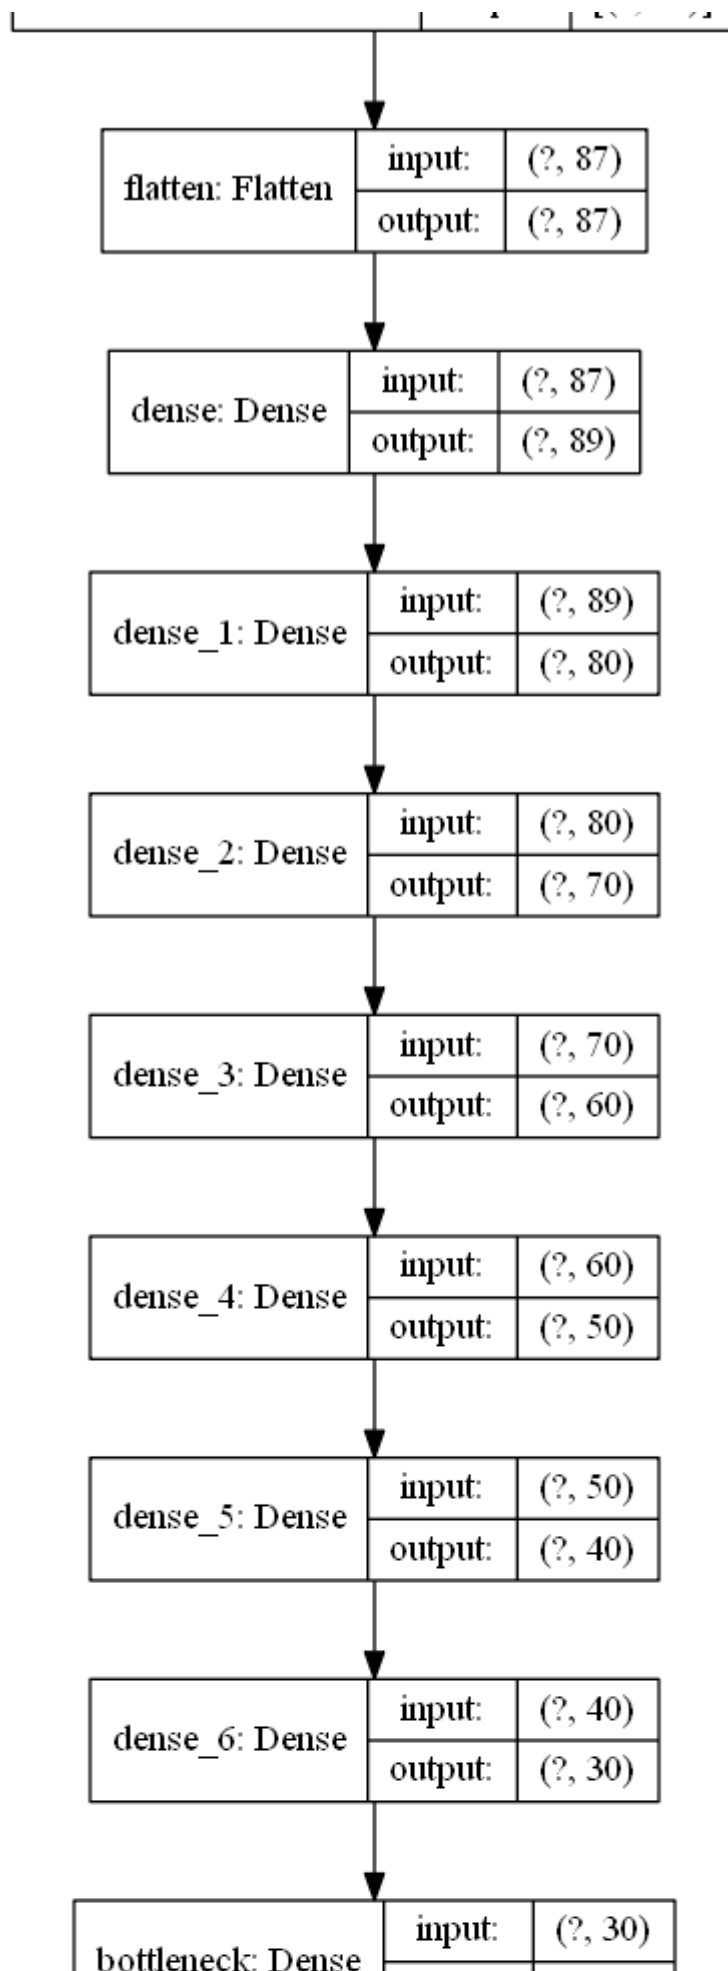 flatten: Flatten
input: (?, 87)
output: (?, 87)
dense: Dense
input: (?, 87)
output: (?, 89)
dense_1: Dense
input: (?, 89)
output: (?, 80)
dense_2: Dense
input: (?, 80)
output: (?, 70)
dense_3: Dense
input: (?, 70)
output: (?, 60)
dense_4: Dense
input: (?, 60)
output: (?, 50)
dense_5: Dense
input: (?, 50)
output: (?, 40)
dense_6: Dense
input: (?, 40)
output: (?, 30)
bottleneck: Dense
input: (?, 30)